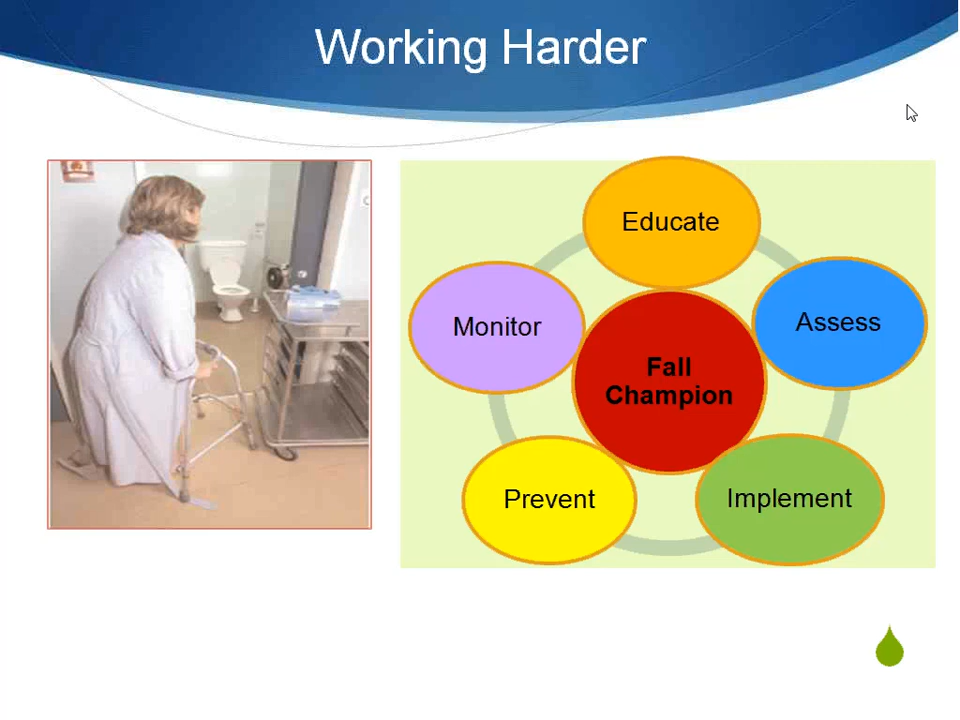 Working Harder
Educate
Monitor
Assess
Fall
Champion
Prevent
Implement